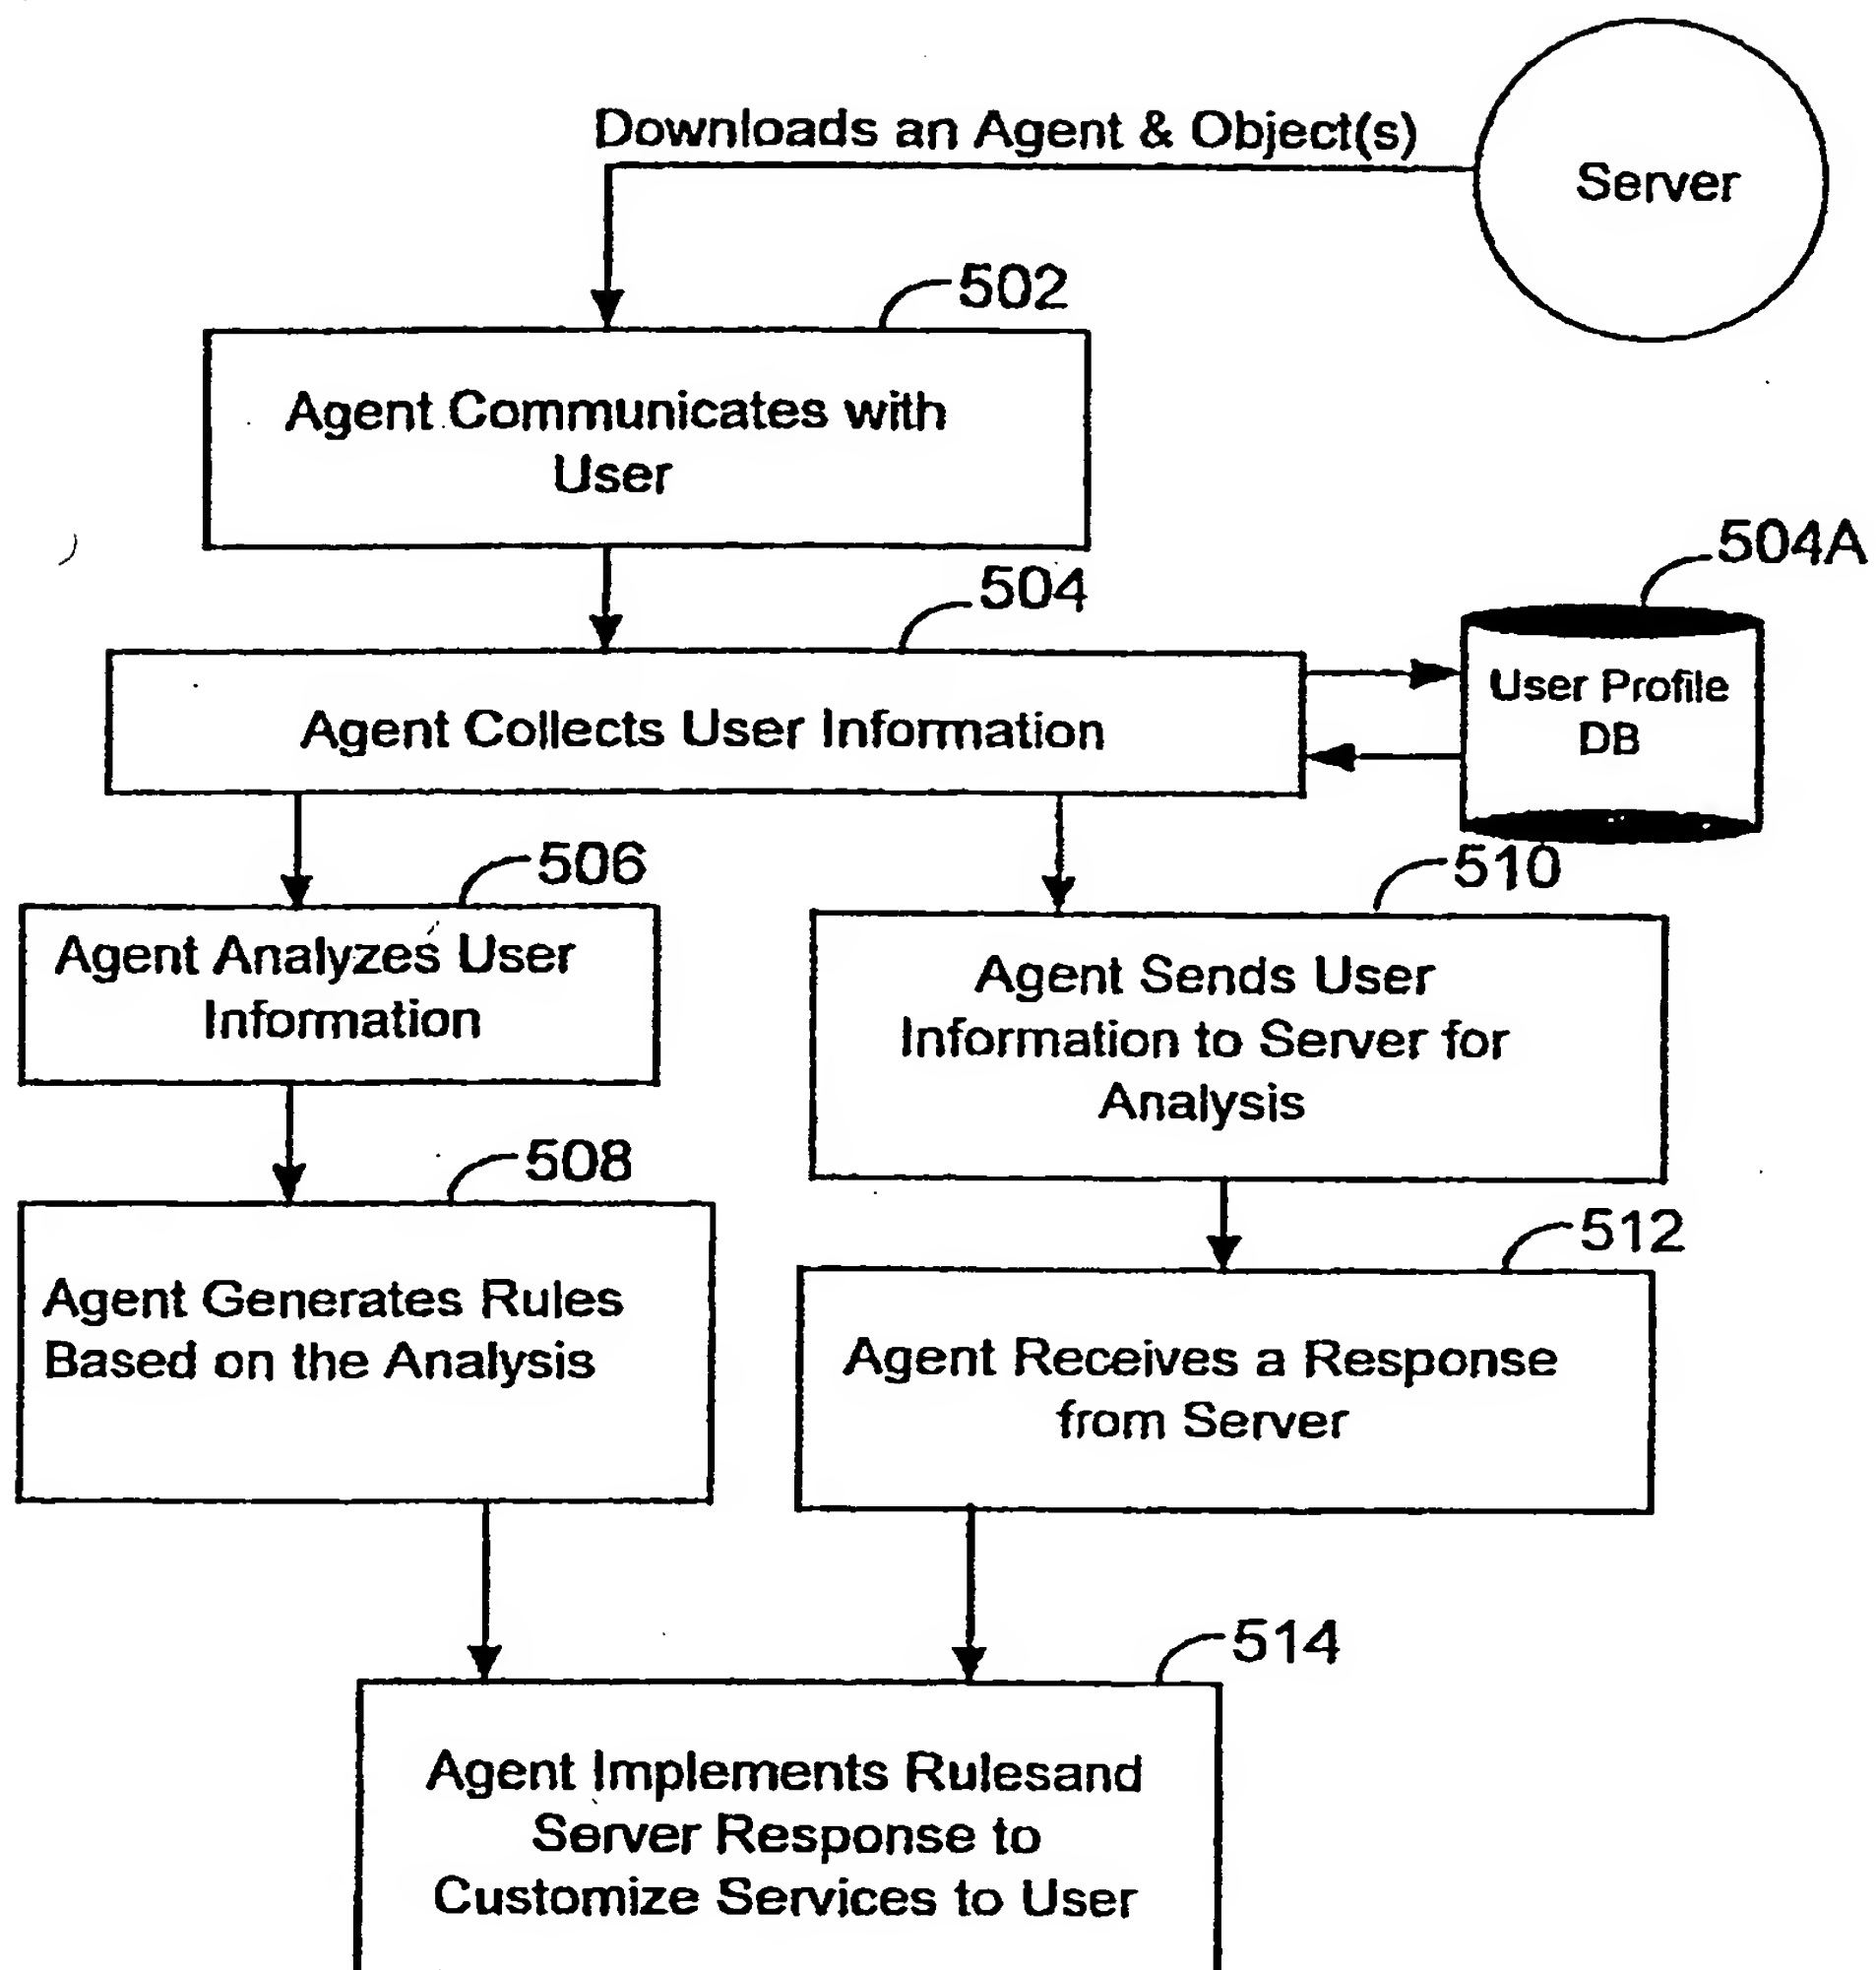 Downloads an Agent & Object(s)
Server
502
Agent Communicates with
User
504
504A
Agent Collects User Information
User Profile
DB
506
Agent Analyzes User
Information
510
Agent Sends User
Information to Server for
Analysis
508
Agent Generates Rules
Based on the Analysis
512
Agent Receives a Response
from Server
514
Agent Implements Rulesand
Server Response to
Customize Services to User